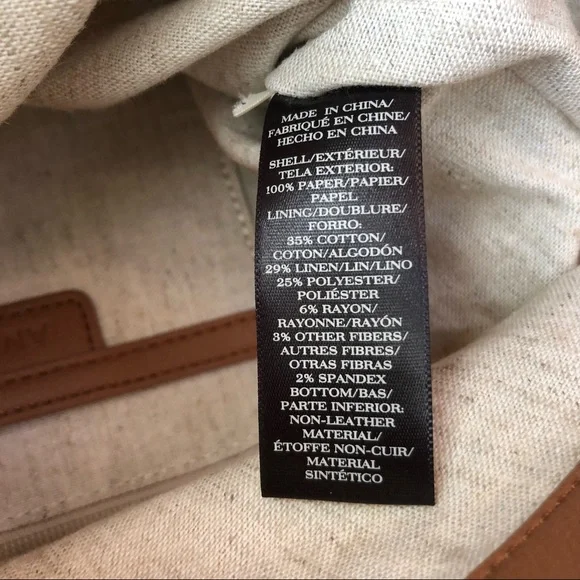 MADE IN CHINA/
FABRIQUÉ EN CHINE/
HECHO EN CHINA
SHELL/EXTÉRIEUR/
TELA EXTERIOR:
100% PAPER/PAPIER/
PAPEL
LINING/DOUBLURE/
FORRO:
35% COTTON/
COTON/ALGODÓN
29% LINEN/LIN/LINO
25% POLYESTER/
POLIÉSTER
6% RAYON/
RAYONNE/RAYÓN
3% OTHER FIBERS/
AUTRES FIBRES/
OTRAS FIBRAS
2% SPANDEX
BOTTOM/BAS/
PARTE INFERIOR:
NON-LEATHER
MATERIAL/
ÉTOFFE NON-CUIR/
MATERIAL
SINTÉTICO